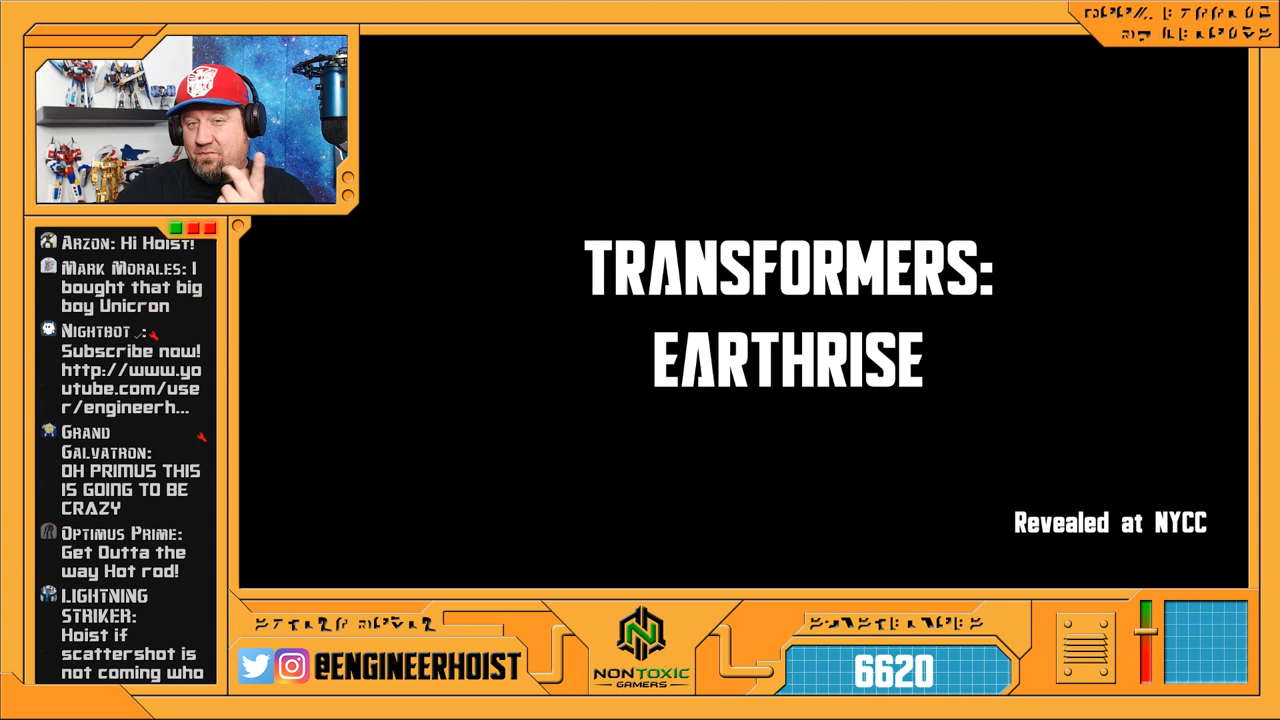 Arzon: Hi Hoist!
Mark Morales: I
bought that big
boy Unicron
Nightbot :
Subscribe now!
http://www.yo
utube.com/use
r/engineerh...
Grand
Galvatron:
OH PRIMUS THIS
IS GOING TO BE
CRAZY
Optimus Prime:
Get Outta the
way Hot rod!
LIGHTNING
STRIKER:
Hoist if
scattershot is
not coming who
TRANSFORMERS:
EARTHRISE
Revealed at NYCC
@ENGINEERHOIST
NONTOXIC
GAMERS
6620